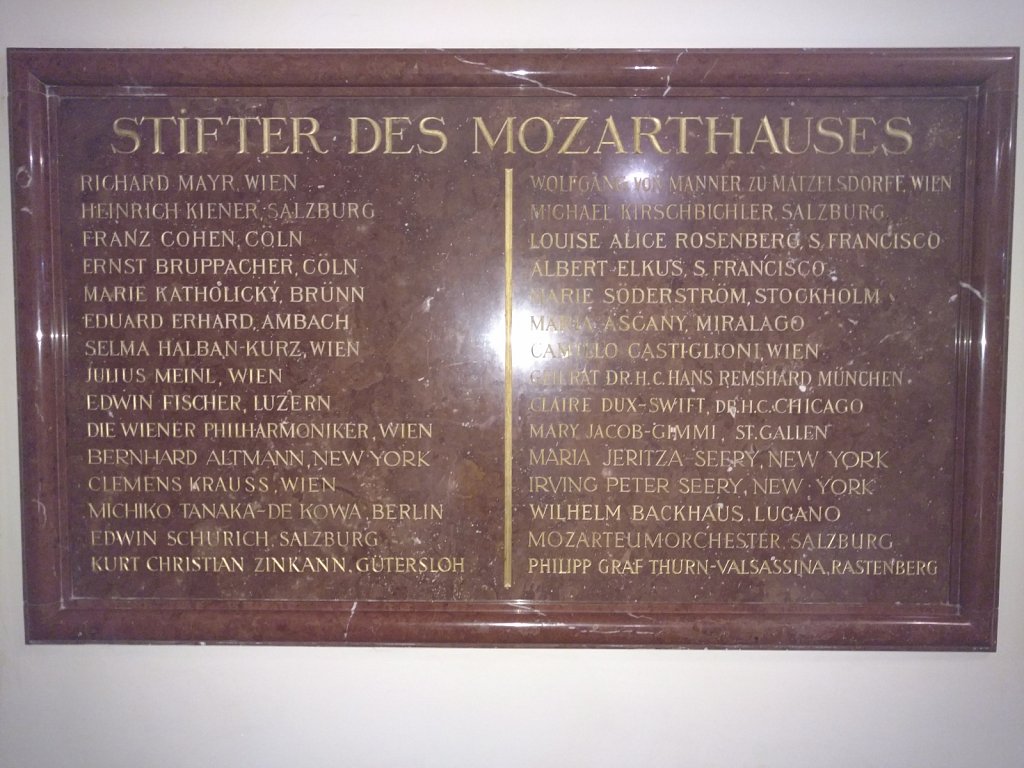 STIFTER DES MOZARTHAUSES
RICHARD MAYR, WIEN
HEINRICH KIENER, SALZBURG
FRANZ COHEN, CÖLN
ERNST BRUPPACHER, CÖLN
MARIE KATHOLICKY, BRÜNN
EDUARD ERHARD, AMBACH
SELMA HALBAN-KURZ, WIEN
JULIUS MEINL, WIEN
EDWIN FISCHER, LUZERN
DIE WIENER PHILHARMONIKER, WIEN
BERNHARD ALTMANN, NEW YORK
CLEMENS KRAUSS, WIEN
MICHIKO TANAKA-DE KOWA, BERLIN
EDWIN SCHURICH, SALZBURG
KURT CHRISTIAN ZINKANN, GÜTERSLOH
WOLFGANG VON MANNER ZU MATZELSDORFF, WIEN
MICHAEL KIRSCHBICHLER, SALZBURG
LOUISE ALICE ROSENBERG, S. FRANCISCO
ALBERT ELKUS, S. FRANCISCO
MARIE SÖDERSTRÖM, STOCKHOLM
MARIA ASCANY, MIRALAGO
CAMILLO CASTIGLIONI, WIEN
GEH. RAT DR. H. C. HANS REMSHARD, MÜNCHEN
CLAIRE DUX-SWIFT, DR. H. C. CHICAGO
MARY JACOB-GIMMI, ST. GALLEN
MARIA JERITZA-SEERY, NEW YORK
IRVING PETER SEERY, NEW YORK
WILHELM BACKHAUS, LUGANO
MOZARTEUMORCHESTER, SALZBURG
PHILIPP GRAF THURN-VALSASSINA, RASTENBERG